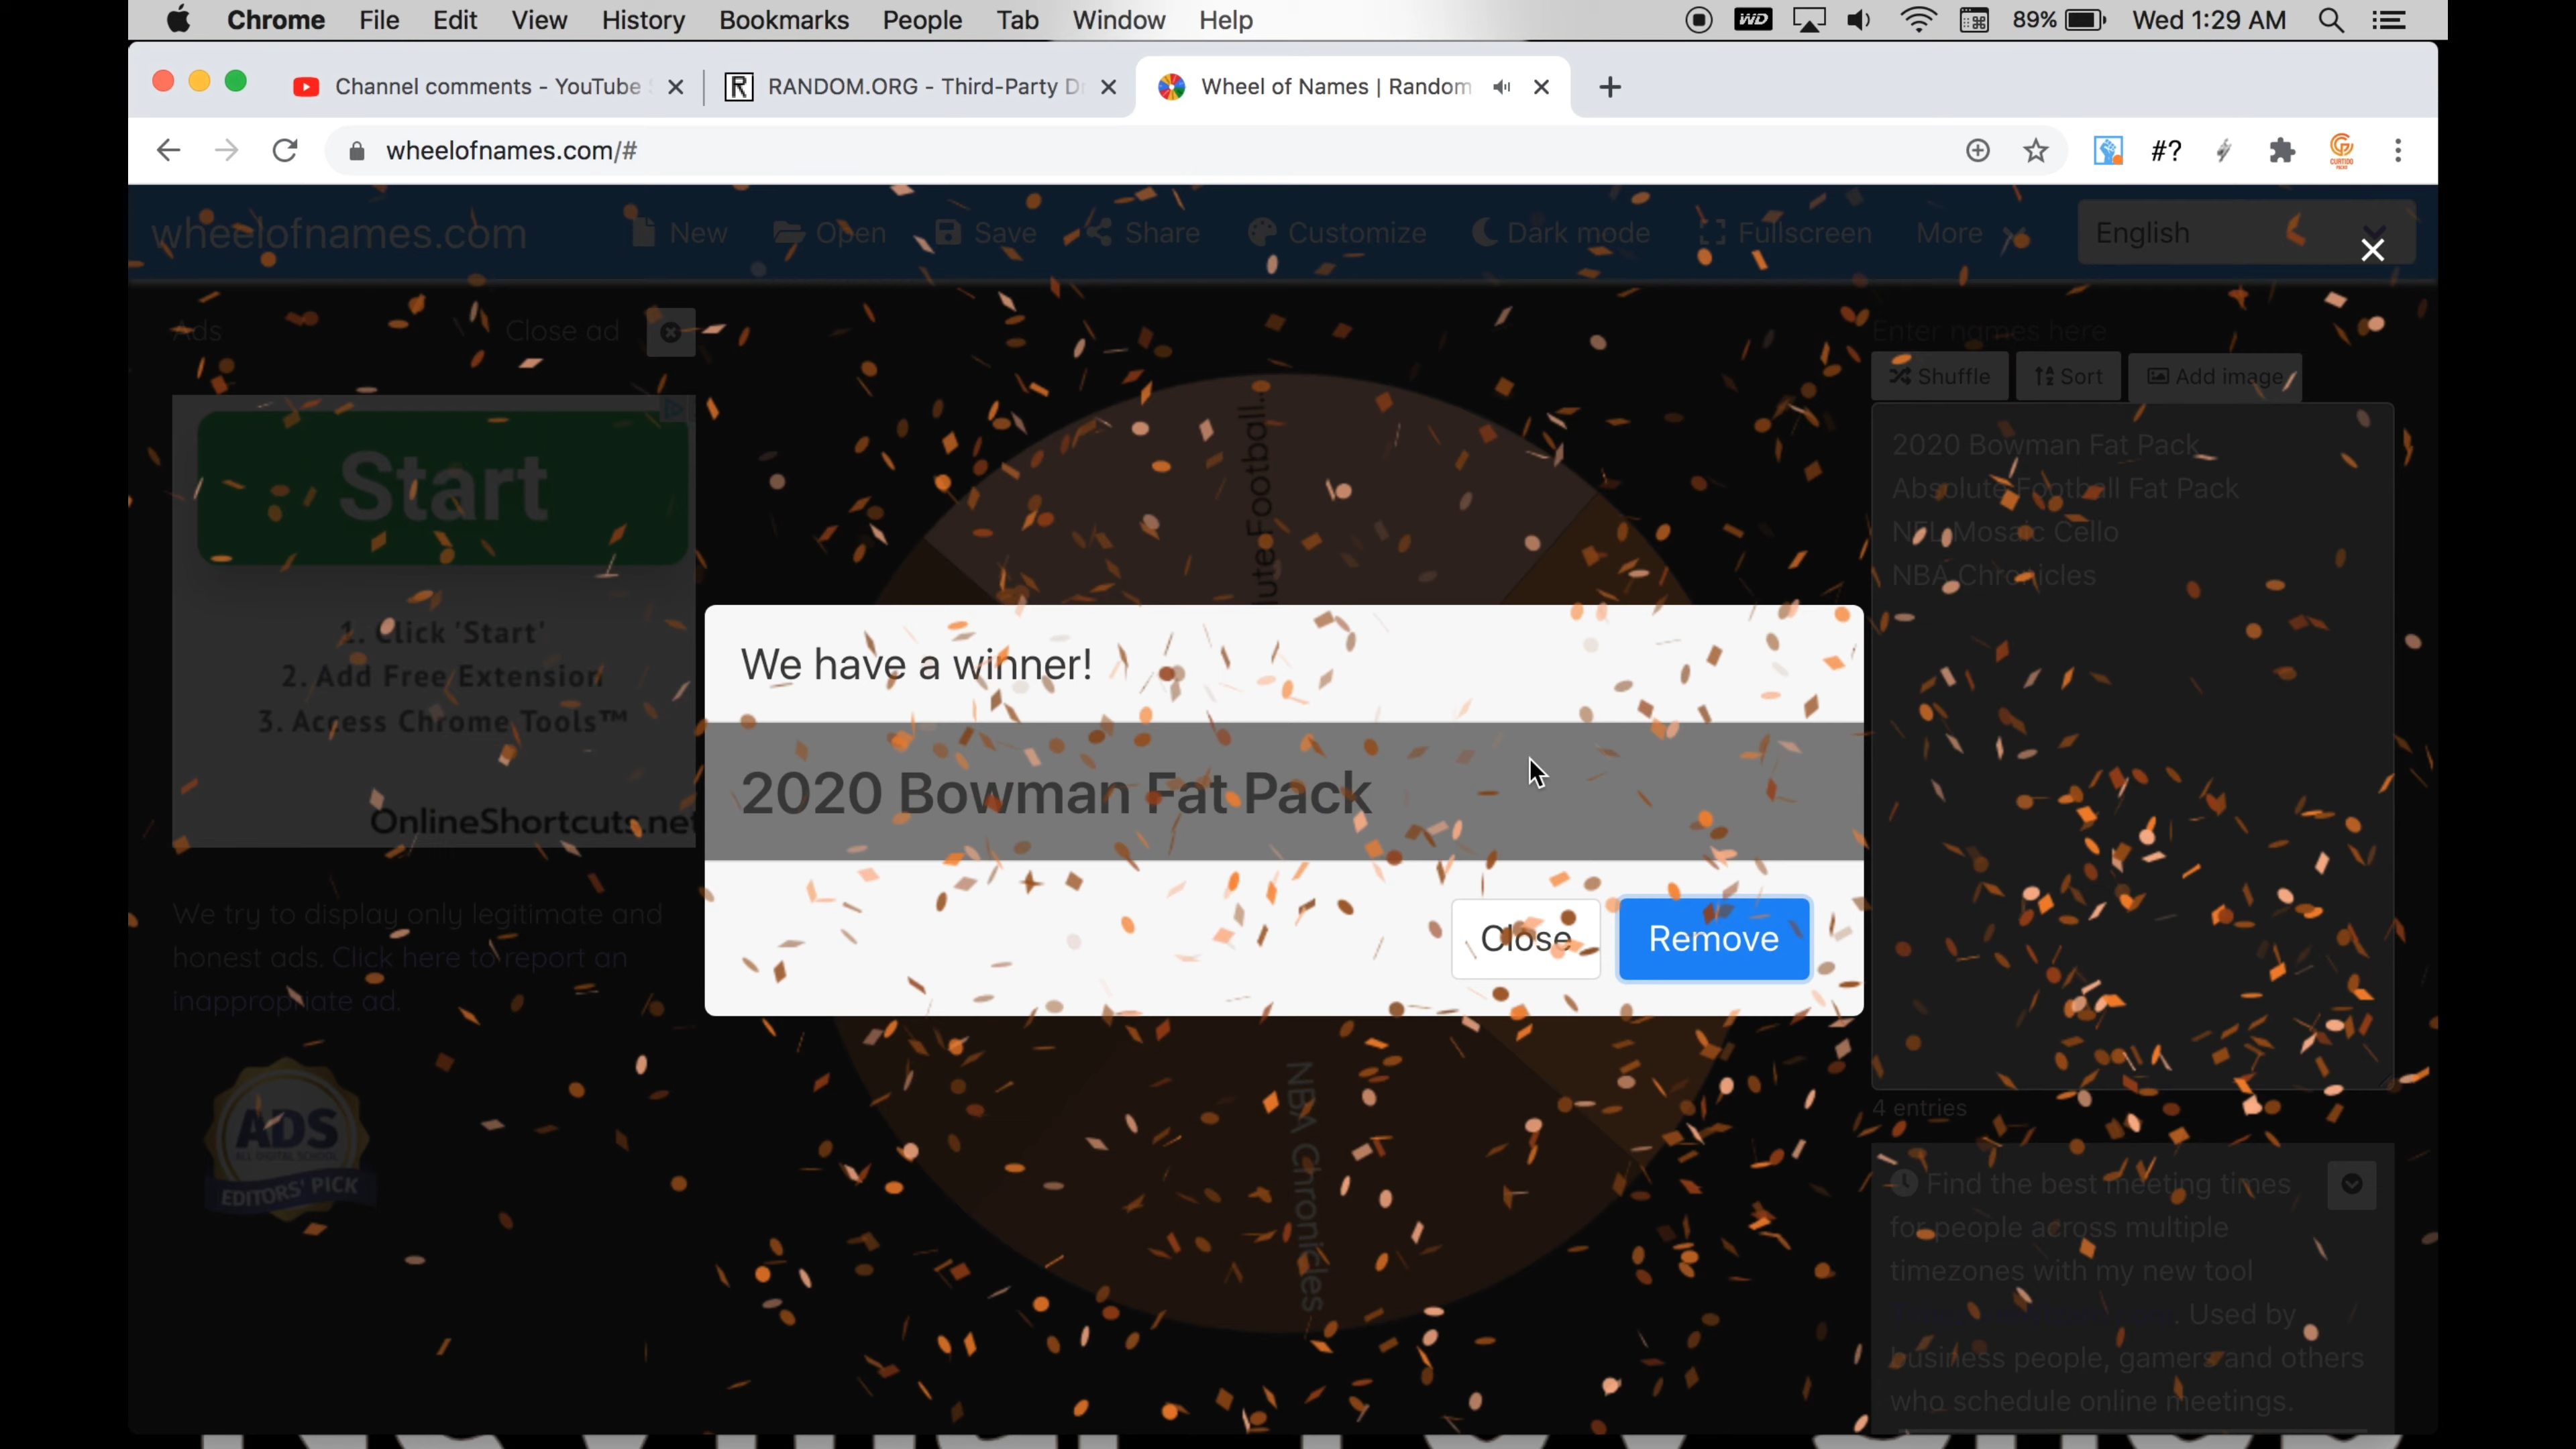 Chrome File Edit View History Bookmarks People Tab Window Help
WD 89% Wed 1:29 AM
Channel comments - YouTube
RANDOM.ORG - Third-Party
Wheel of Names | Random
wheelofnames.com/#
#?
wheelofnames.com New Open Save Share Customize Dark mode Fullscreen More English
Ads Close ad
Enter names here
Shuffle Sort Add image
Start
1. Click 'Start'
2. Add Free Extension
3. Access Chrome Tools™
OnlineShortcuts.net
We try to display only legitimate and
honest ads. Click here to report an
inappropriate ad.
ADS
ALL DIGITAL SCHOOL
EDITORS' PICK
NBA Chronicles
We have a winner!
2020 Bowman Fat Pack
Close Remove
2020 Bowman Fat Pack
Absolute Football Fat Pack
NFL Mosaic Cello
NBA Chronicles
4 entries
Find the best meeting times
for people across multiple
timezones with my new tool
. Used by
business people, gamers and others
who schedule online meetings.